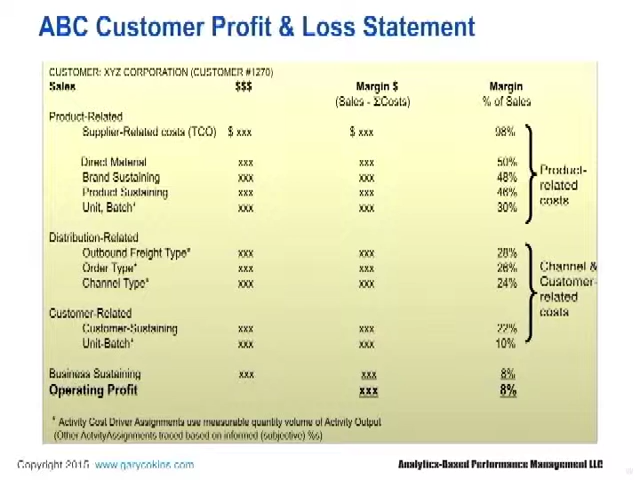 ABC Customer Profit & Loss Statement
CUSTOMER: XYZ CORPORATION (CUSTOMER #1270)
Sales $$$ Margin $ Margin
(Sales - ΣCosts) % of Sales
Product-Related
Supplier-Related costs (TCO) $ xxx $ xxx 98%
Direct Material xxx xxx 50%
Brand Sustaining xxx xxx 48%
Product Sustaining xxx xxx 46%
Unit, Batch* xxx xxx 30%
Product-
related
costs
Distribution-Related
Outbound Freight Type* xxx xxx 28%
Order Type* xxx xxx 26%
Channel Type* xxx xxx 24%
Channel &
Customer-
related
costs
Customer-Related
Customer-Sustaining xxx xxx 22%
Unit-Batch* xxx xxx 10%
Business Sustaining xxx xxx 8%
Operating Profit xxx 8%
* Activity Cost Driver Assignments use measurable quantity volume of Activity Output
(Other ActvityAssignments traced based on informed (subjective) %s)
Copyright 2015 www.garycokins.com
Analytics-Based Performance Management LLC